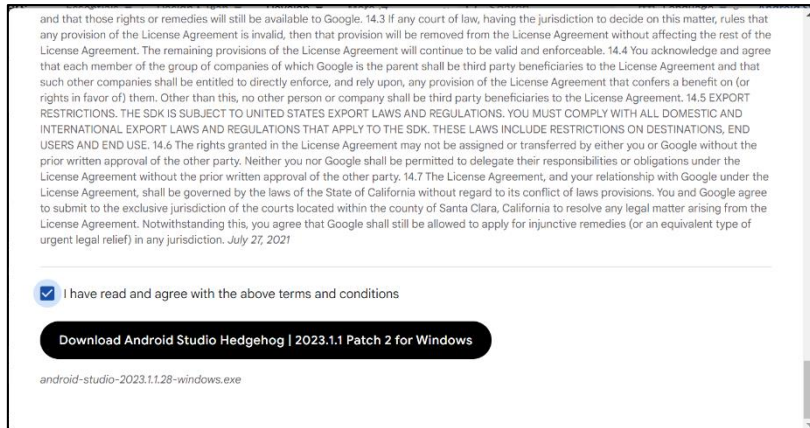 and that those rights or remedies will still be available to Google. 14.3 If any court of law, having the jurisdiction to decide on this matter, rules that
any provision of the License Agreement is invalid, then that provision will be removed from the License Agreement without affecting the rest of the
License Agreement. The remaining provisions of the License Agreement will continue to be valid and enforceable. 14.4 You acknowledge and agree
that each member of the group of companies of which Google is the parent shall be third party beneficiaries to the License Agreement and that
such other companies shall be entitled to directly enforce, and rely upon, any provision of the License Agreement that confers a benefit on (or
rights in favor of) them. Other than this, no other person or company shall be third party beneficiaries to the License Agreement. 14.5 EXPORT
RESTRICTIONS. THE SDK IS SUBJECT TO UNITED STATES EXPORT LAWS AND REGULATIONS. YOU MUST COMPLY WITH ALL DOMESTIC AND
INTERNATIONAL EXPORT LAWS AND REGULATIONS THAT APPLY TO THE SDK. THESE LAWS INCLUDE RESTRICTIONS ON DESTINATIONS, END
USERS AND END USE. 14.6 The rights granted in the License Agreement may not be assigned or transferred by either you or Google without the
prior written approval of the other party. Neither you nor Google shall be permitted to delegate their responsibilities or obligations under the
License Agreement without the prior written approval of the other party. 14.7 The License Agreement, and your relationship with Google under the
License Agreement, shall be governed by the laws of the State of California without regard to its conflict of laws provisions. You and Google agree
to submit to the exclusive jurisdiction of the courts located within the county of Santa Clara, California to resolve any legal matter arising from the
License Agreement. Notwithstanding this, you agree that Google shall still be allowed to apply for injunctive remedies (or an equivalent type of
urgent legal relief) in any jurisdiction. July 27, 2021
I have read and agree with the above terms and conditions
Download Android Studio Hedgehog | 2023.1.1 Patch 2 for Windows
android-studio-2023.1.1.28-windows.exe